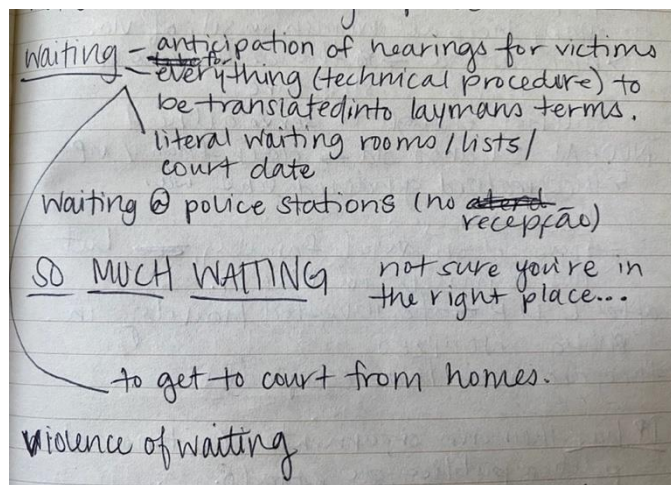 waiting - anticipation of hearings for victims
- for everything (technical procedure) to
be translated into laymans terms.
literal waiting rooms / lists /
court date
Waiting @ police stations (no
recepção)
SO MUCH WAITING not sure you're in
the right place...
to get to court from homes.
violence of waiting